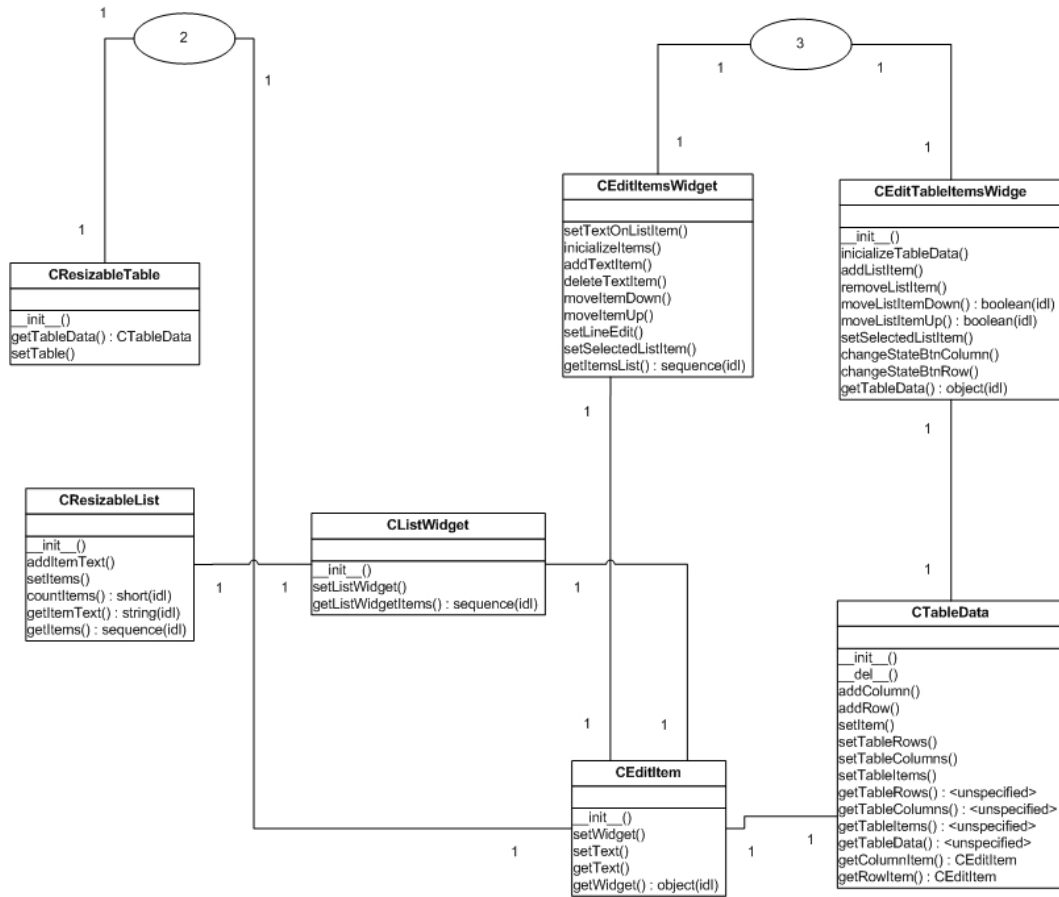 1
2
1
3
1
1
1
1
CEditItemsWidget
setTextOnListItem()
inicializeItems()
addTextItem()
deleteTextItem()
moveItemDown()
moveItemUp()
setLineEdit()
setSelectedListItem()
getItemsList() : sequence(idl)
CEditTableItemsWidge
__init__()
inicializeTableData()
addListItem()
removeListItem()
moveListItemDown() : boolean(idl)
moveListItemUp() : boolean(idl)
setSelectedListItem()
changeStateBtnColumn()
changeStateBtnRow()
getTableData() : object(idl)
1
CResizableTable
__init__()
getTableData() : CTableData
setTable()
1
1
CResizableList
__init__()
addItemText()
setItems()
countItems() : short(idl)
getItemText() : string(idl)
getItems() : sequence(idl)
1
1
CListWidget
__init__()
setListWidget()
getListWidgetItems() : sequence(idl)
1
1
1
1
CEditItem
__init__()
setWidget()
setText()
getText()
getWidget() : object(idl)
1
1
1
CTableData
__init__()
__del__()
addColumn()
addRow()
setItem()
setTableRows()
setTableColumns()
setTableItems()
getTableRows() : <unspecified>
getTableColumns() : <unspecified>
getTableItems() : <unspecified>
getTableData() : <unspecified>
getColumnItem() : CEditItem
getRowItem() : CEditItem